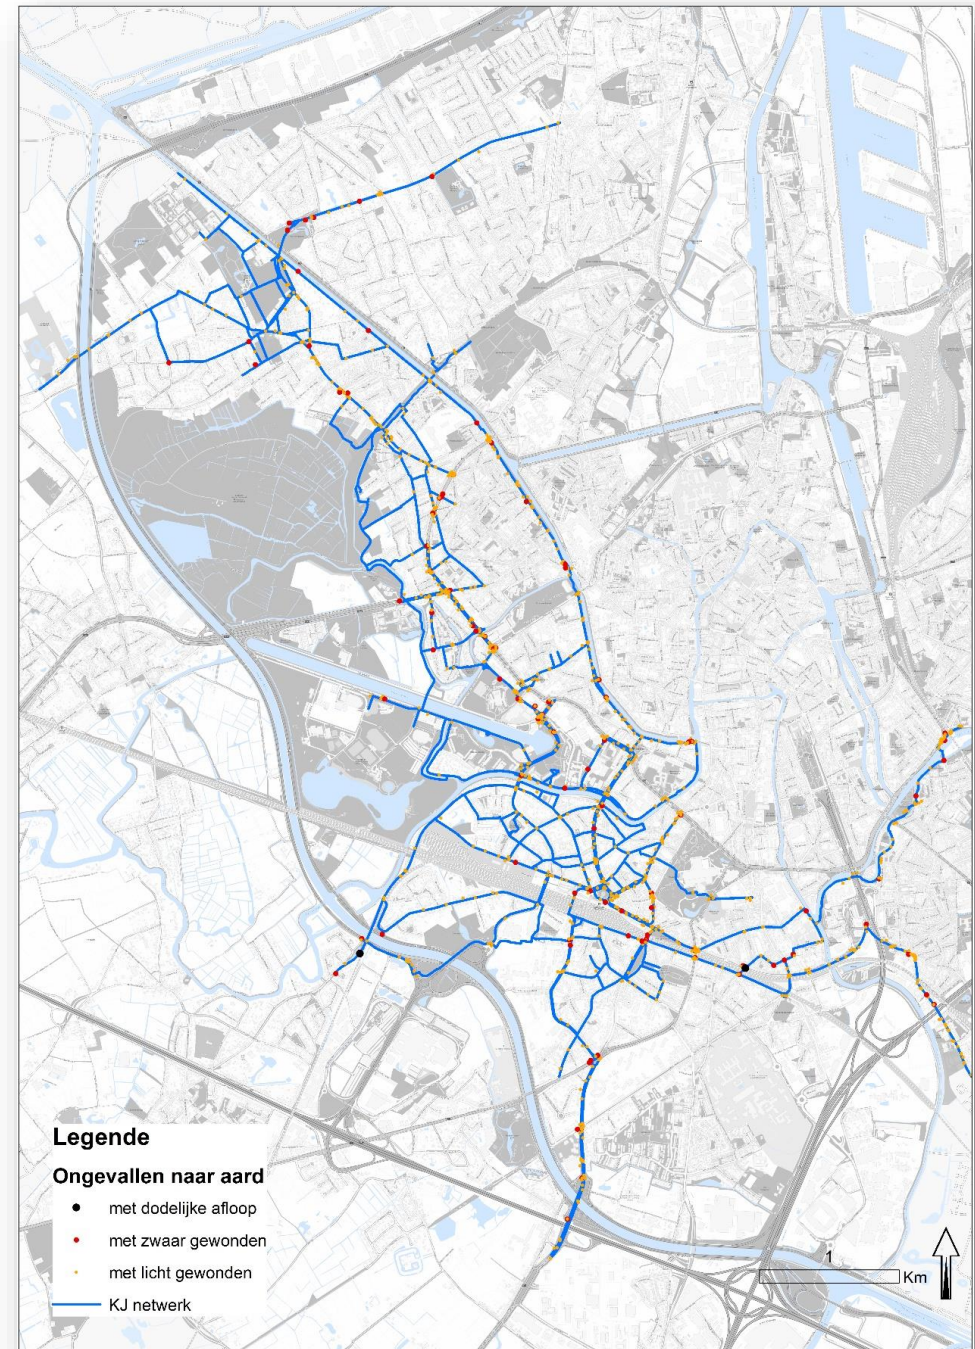 Legende
Ongevallen naar aard
met dodelijke afloop
met zwaar gewonden
met licht gewonden
KJ netwerk
1
Km